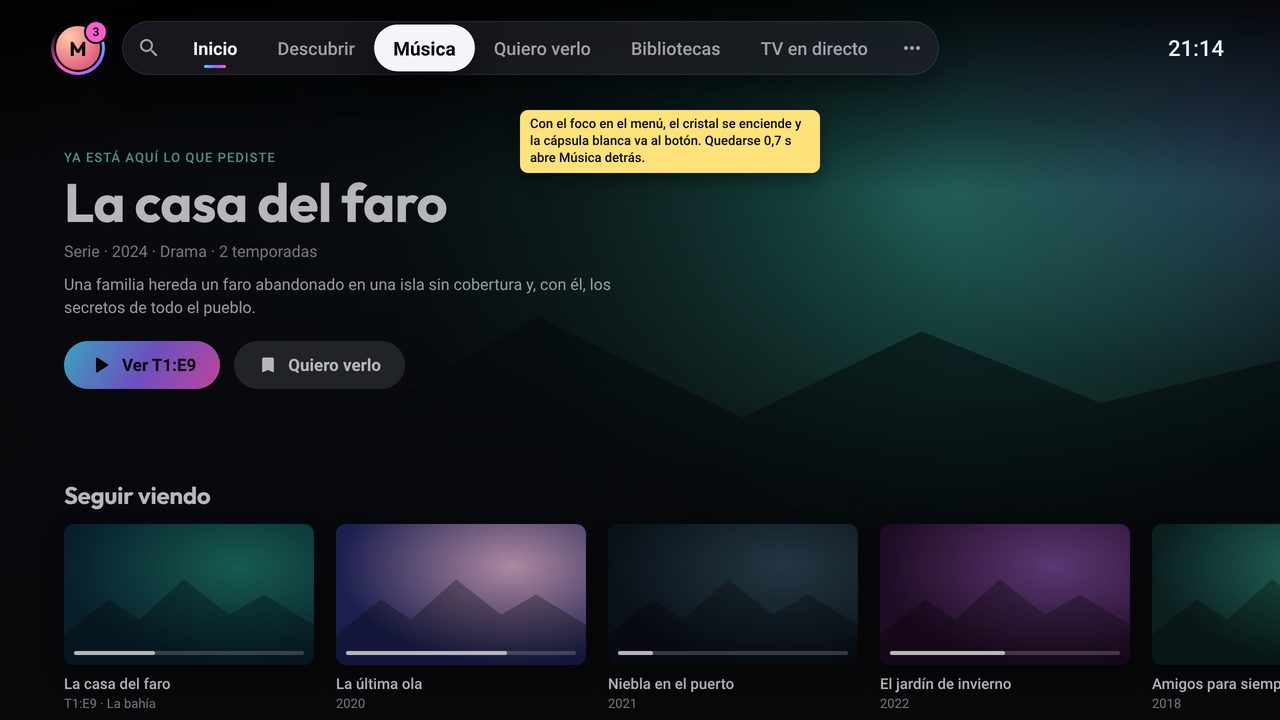 M
3
Inicio
Descubrir
Música
Quiero verlo
Bibliotecas
TV en directo
21:14
Con el foco en el menú, el cristal se enciende y
la cápsula blanca va al botón. Quedarse 0,7 s
abre Música detrás.
YA ESTÁ AQUÍ LO QUE PEDISTE
La casa del faro
Serie · 2024 · Drama · 2 temporadas
Una familia hereda un faro abandonado en una isla sin cobertura y, con él, los
secretos de todo el pueblo.
Ver T1:E9
Quiero verlo
Seguir viendo
La casa del faro
T1:E9 · La bahía
La última ola
2020
Niebla en el puerto
2021
El jardín de invierno
2022
Amigos para siemp
2018